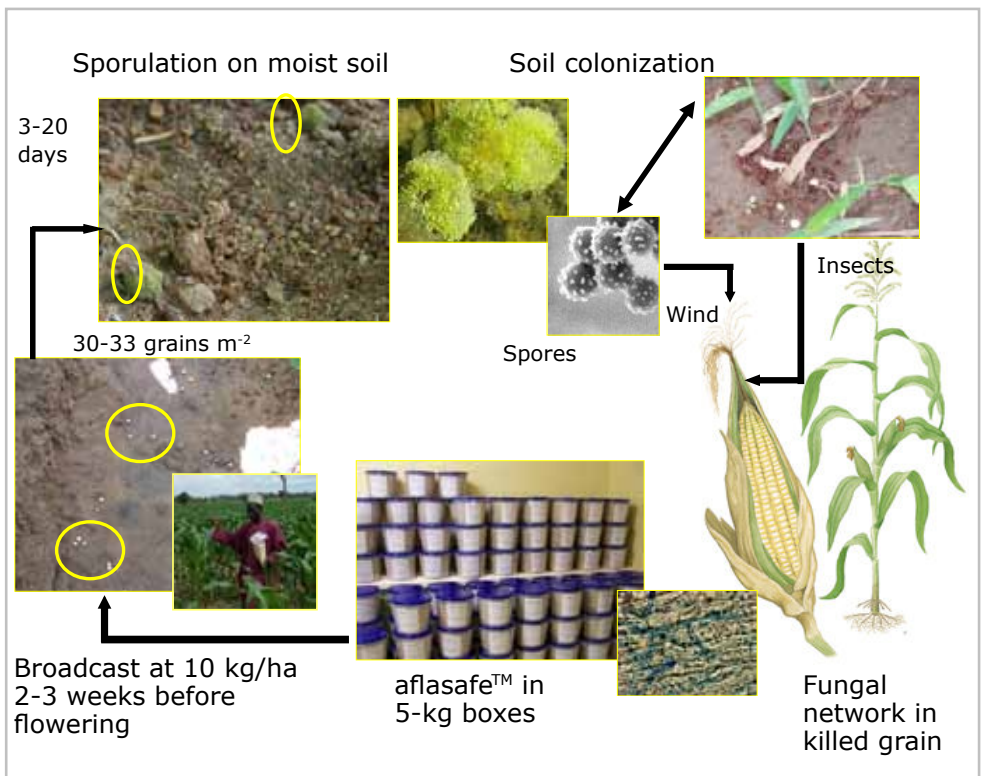 Sporulation on moist soil
Soil colonization
3-20
days
Insects
Wind
30-33 grains m⁻²
Spores
Broadcast at 10 kg/ha
2-3 weeks before
flowering
aflasafe™ in
5-kg boxes
Fungal
network in
killed grain